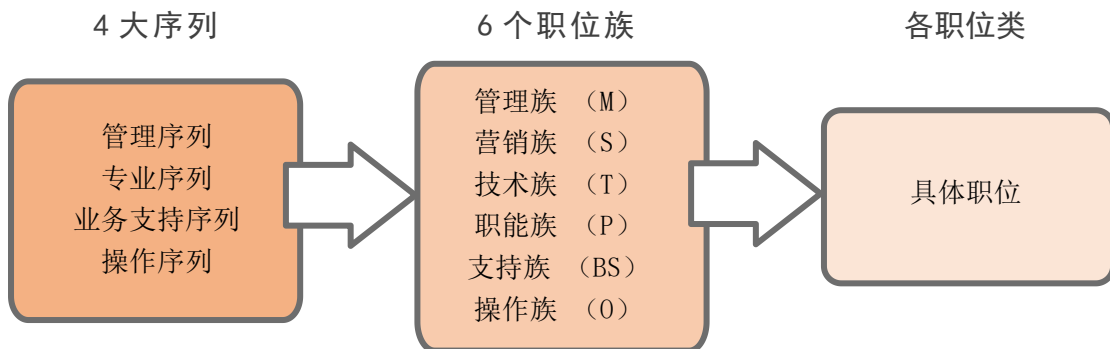 4 大序列
管理序列
专业序列
业务支持序列
操作序列
6 个职位族
管理族 （M）
营销族 （S）
技术族 （T）
职能族 （P）
支持族 （BS）
操作族 （O）
各职位类
具体职位